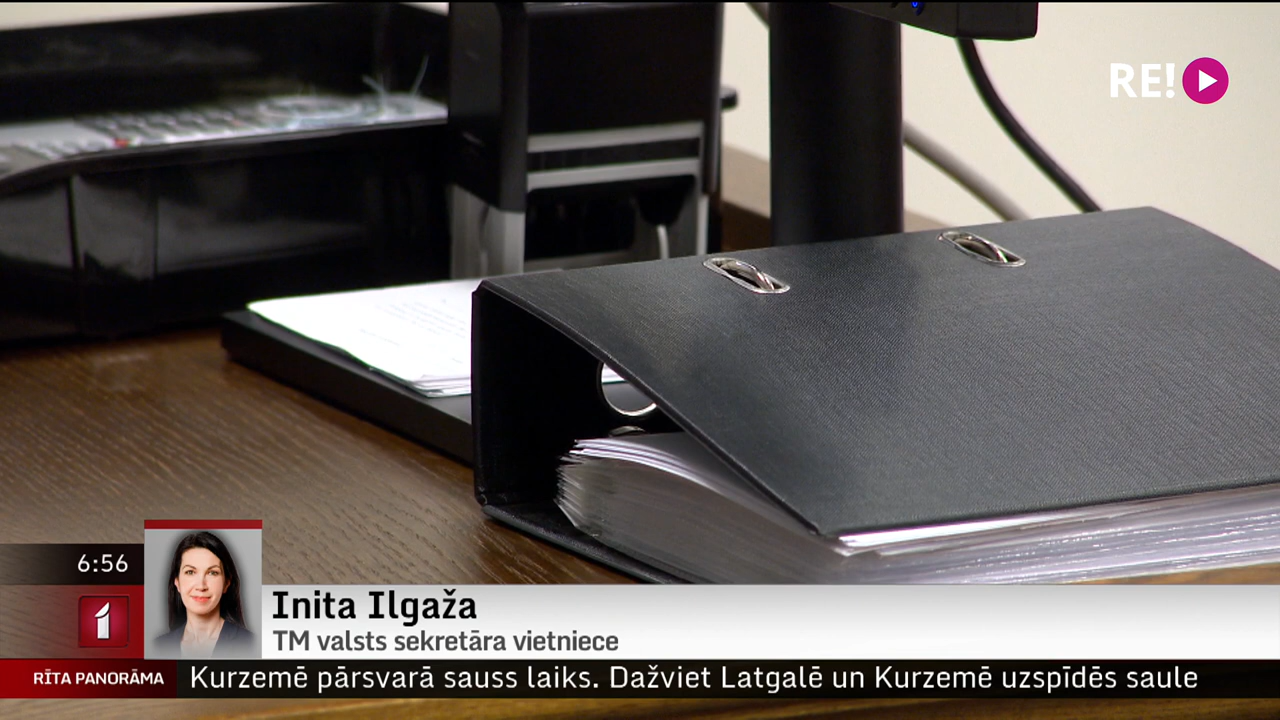 RE!
6:56
1
Inita Ilgaža
TM valsts sekretāra vietniece
RĪTA PANORĀMA
Kurzemē pārsvarā sauss laiks. Dažviet Latgalē un Kurzemē uzspīdēs saule